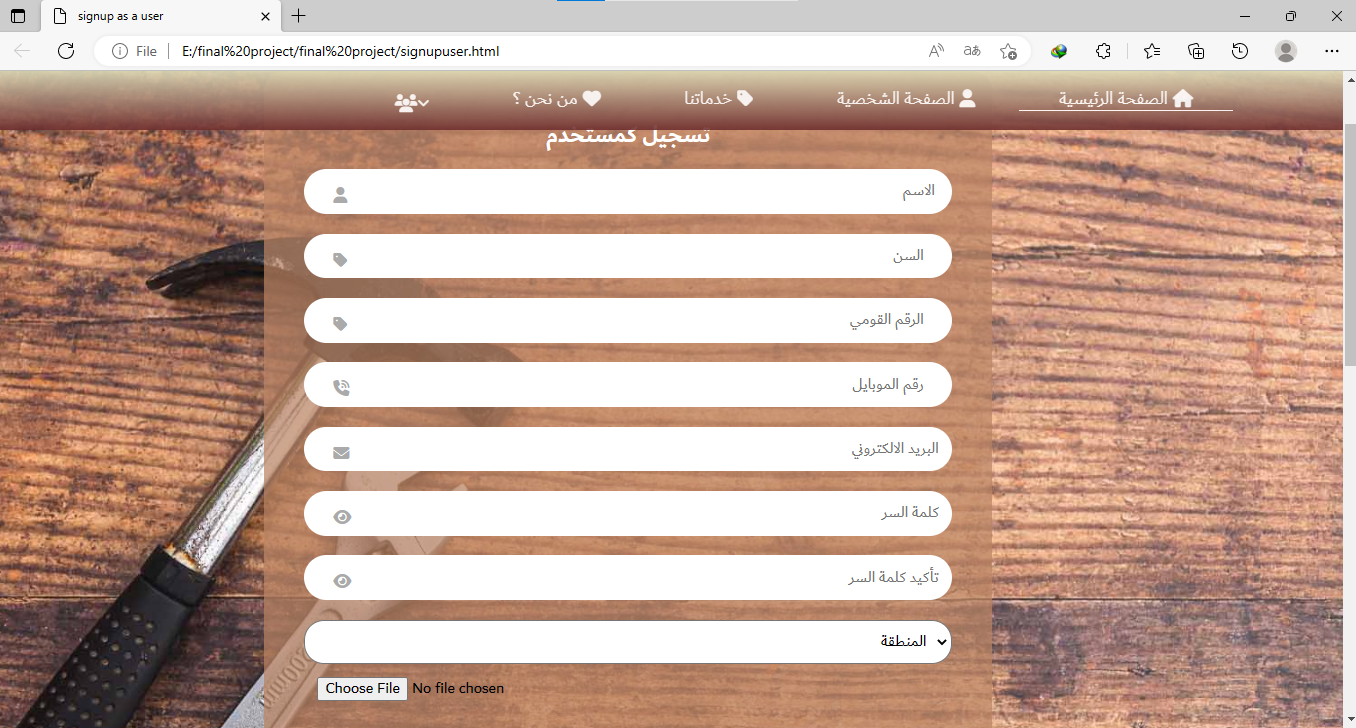 signup as a user
File
E:/final%20project/final%20project/signupuser.html
الصفحة الرئيسية
الصفحة الشخصية
خدماتنا
من نحن ؟
تسجيل كمستخدم
الاسم
السن
الرقم القومي
رقم الموبايل
البريد الالكتروني
كلمة السر
تأكيد كلمة السر
المنطقة
Choose File No file chosen